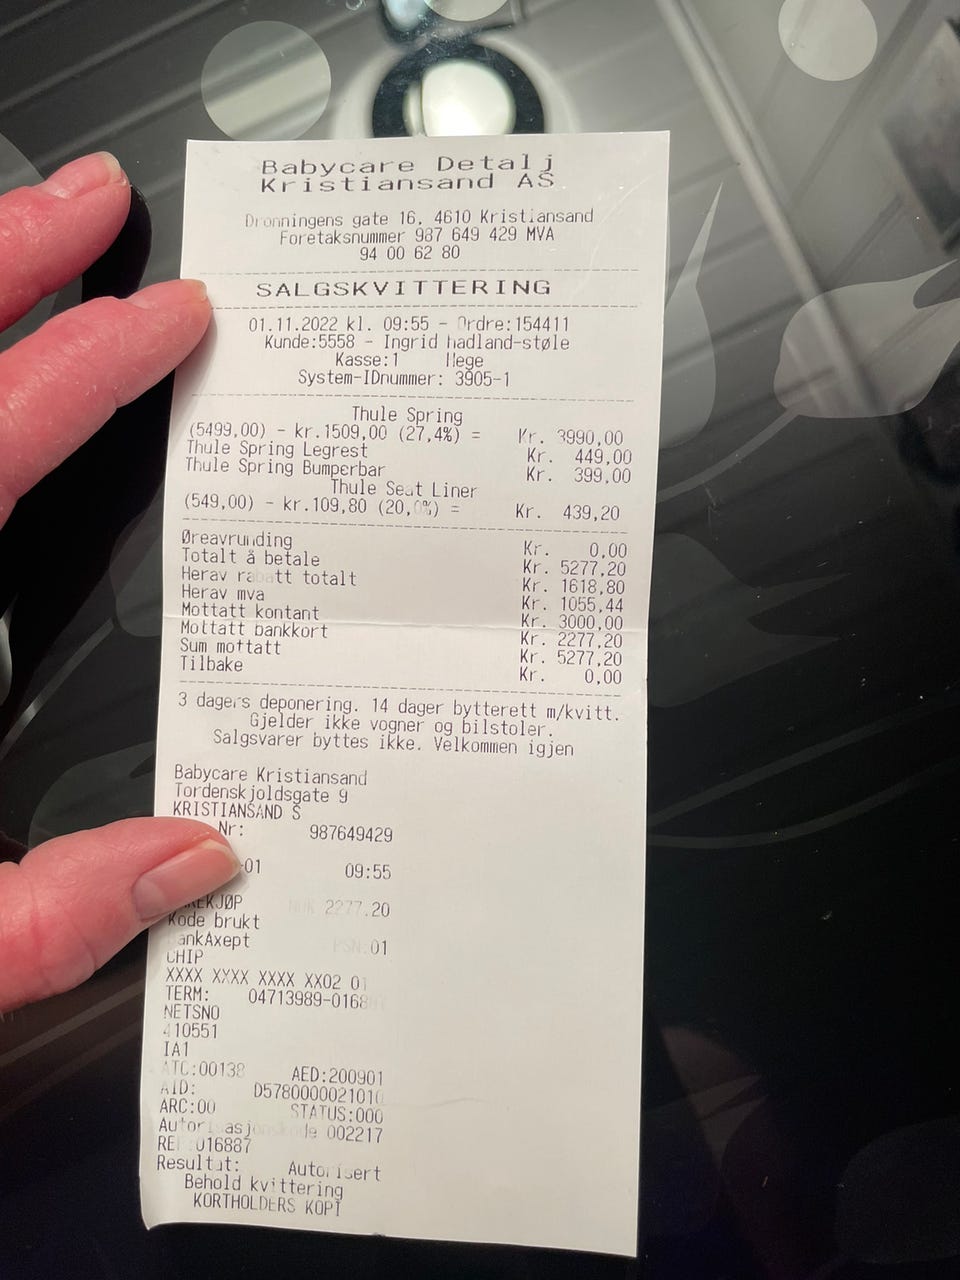 Babycare Detalj
Kristiansand AS
Dronningens gate 16, 4610 Kristiansand
Foretaksnummer 987 649 429 MVA
94 00 62 80
SALGSKVITTERING
01.11.2022 kl. 09:55 - Ordre:154411
Kunde:5558 - Ingrid hadland-støle
Kasse:1 Hege
System-IDnummer: 3905-1
Thule Spring
(5499,00) - kr.1509,00 (27,4%) = Kr. 3990,00
Thule Spring Legrest Kr. 449,00
Thule Spring Bumperbar Kr. 399,00
Thule Seat Liner
(549,00) - kr.109,80 (20,0%) = Kr. 439,20
Øreavrunding Kr. 0,00
Totalt å betale Kr. 5277,20
Herav rabatt totalt Kr. 1618,80
Herav mva Kr. 1055,44
Mottatt kontant Kr. 3000,00
Mottatt bankkort Kr. 2277,20
Sum mottatt Kr. 5277,20
Tilbake Kr. 0,00
3 dagers deponering. 14 dager bytterett m/kvitt.
Gjelder ikke vogner og bilstoler.
Salgsvarer byttes ikke. Velkommen igjen
Babycare Kristiansand
Tordenskjoldsgate 9
KRISTIANSAND S
Nr: 987649429
-01 09:55
NOK 2277.20
Kode brukt
BankAxept PSN:01
CHIP
XXXX XXXX XXXX XX02 01
TERM:
NETSNO
410551
IA1
ATC:00138 AED:200901
AID:
ARC:00 STATUS:000
Autorisasjonskode 002217
REF:016887
Resultat: Autorisert
Behold kvittering
KORTHOLDERS KOPI